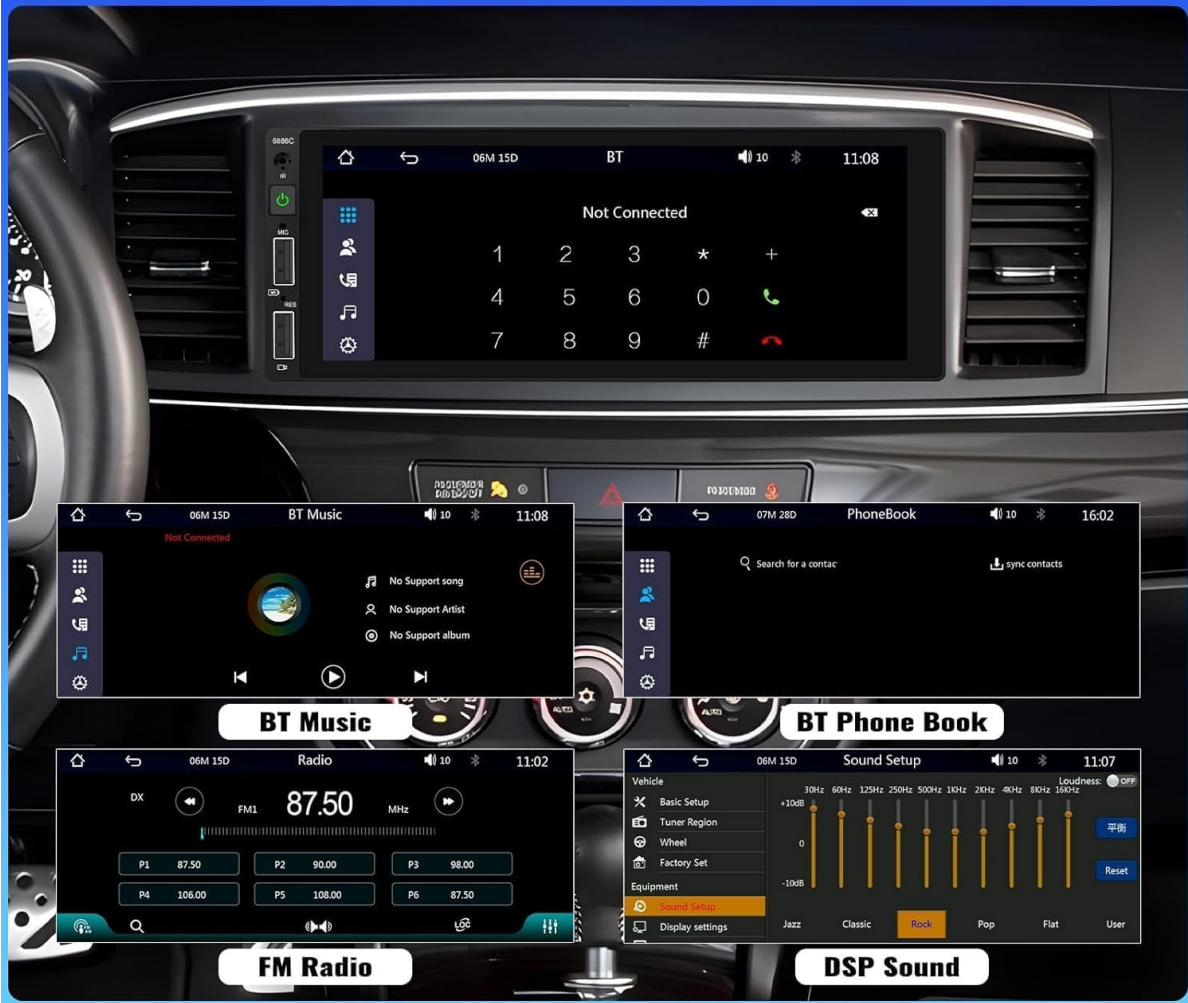 6886C
IR
MIC
RES
06M 15D BT 10 11:08
Not Connected
1 2 3 * +
4 5 6 0
7 8 9 #
20
06M 15D BT Music 10 11:08
Not Connected
No Support song
No Support Artist
No Support album
BT Music
07M 28D PhoneBook 10 16:02
Search for a contac
sync contacts
BT Phone Book
06M 15D Radio 10 11:02
DX FM1 87.50 MHz
P1 87.50 P2 90.00 P3 98.00
P4 106.00 P5 108.00 P6 87.50
LOC
FM Radio
06M 15D Sound Setup 10 11:07
Vehicle
Basic Setup
Tuner Region
Wheel
Factory Set
Equipment
Sound Setup
Display settings
Loudness: OFF
30Hz 60Hz 125Hz 250Hz 500Hz 1KHz 2KHz 4KHz 8KHz 16KHz
+10dB
0
-10dB
平衡
Reset
Jazz Classic Rock Pop Flat User
DSP Sound